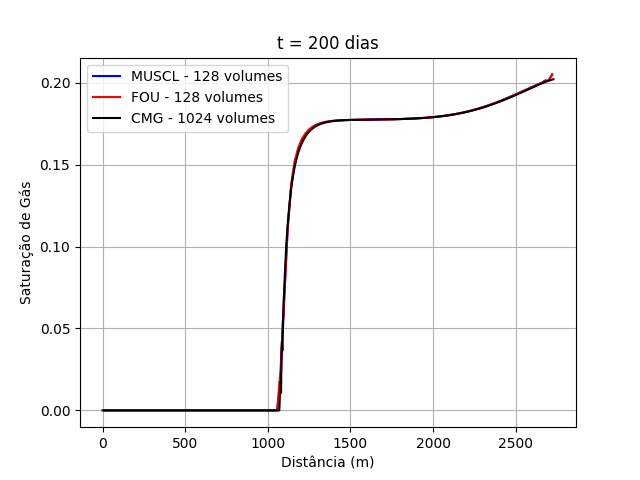 t = 200 dias
MUSCL - 128 volumes
FOU - 128 volumes
CMG - 1024 volumes
Saturação de Gás
0.20
0.15
0.10
0.05
0.00
0 500 1000 1500 2000 2500
Distância (m)